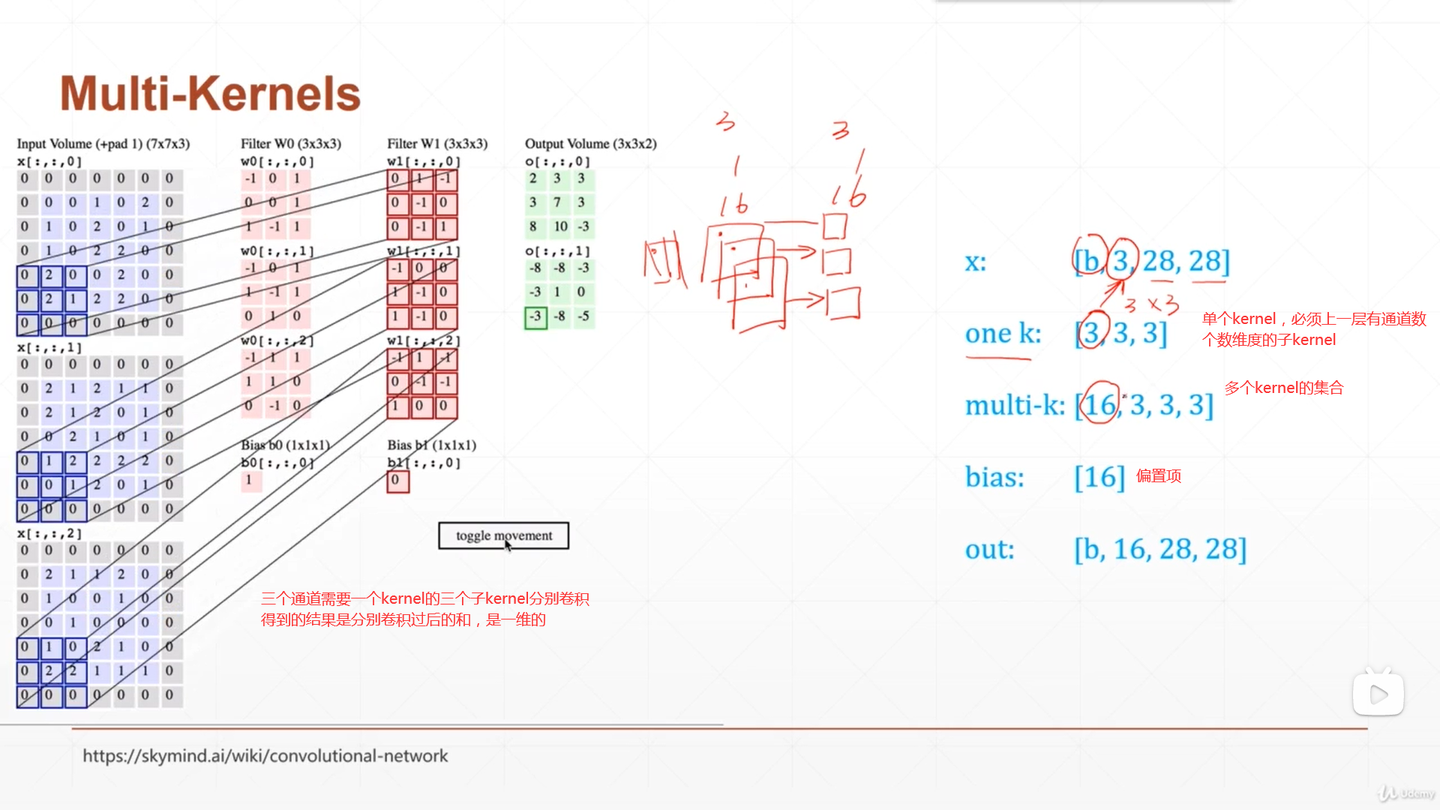 Multi-Kernels
Input Volume (+pad 1) (7x7x3)
x[:,:,0]
0 0 0 0 0 0 0
0 0 0 1 0 2 0
0 1 0 2 0 1 0
0 1 0 2 2 0 0
0 2 0 0 2 0 0
0 2 1 2 2 0 0
0 0 0 0 0 0 0
x[:,:,1]
0 0 0 0 0 0 0
0 2 1 2 1 1 0
0 2 1 2 0 1 0
0 0 2 1 0 1 0
0 1 2 2 2 2 0
0 0 1 2 0 1 0
0 0 0 0 0 0 0
x[:,:,2]
0 0 0 0 0 0 0
0 2 1 1 2 0 0
0 1 0 0 1 0 0
0 0 1 0 0 0 0
0 1 0 2 1 0 0
0 2 2 1 1 1 0
0 0 0 0 0 0 0
Filter W0 (3x3x3)
w0[:,:,0]
-1 0 1
0 0 1
1 -1 1
w0[:,:,1]
-1 0 1
1 -1 1
0 1 0
w0[:,:,2]
-1 1 1
1 1 0
0 -1 0
Bias b0 (1x1x1)
b0[:,:,0]
1
Filter W1 (3x3x3)
w1[:,:,0]
0 1 -1
0 -1 0
0 -1 1
w1[:,:,1]
-1 0 0
1 -1 0
1 -1 0
w1[:,:,2]
-1 1 -1
0 -1 -1
1 0 0
Bias b1 (1x1x1)
b1[:,:,0]
0
Output Volume (3x3x2)
o[:,:,0]
2 3 3
3 7 3
8 10 -3
o[:,:,1]
-8 -8 -3
-3 1 0
-3 -8 -5
toggle movement
三个通道需要一个kernel的三个子kernel分别卷积
得到的结果是分别卷积过后的和，是一维的
3 3
1 1
16 16
x: [b, 3, 28, 28]
3 x 3
one k: [3, 3, 3]
单个kernel，必须上一层有通道数
个数维度的子kernel
multi-k: [16, 3, 3, 3]
多个kernel的集合
bias: [16] 偏置项
out: [b, 16, 28, 28]
https://skymind.ai/wiki/convolutional-network
Udemy